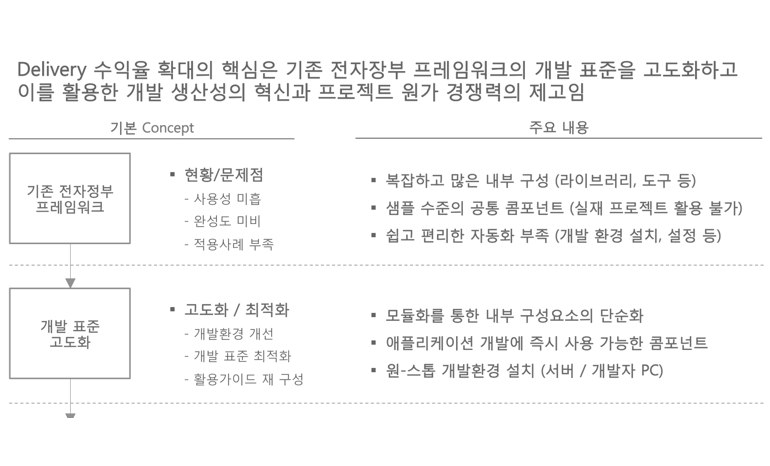 Delivery 수익율 확대의 핵심은 기존 전자장부 프레임워크의 개발 표준을 고도화하고
이를 활용한 개발 생산성의 혁신과 프로젝트 원가 경쟁력의 제고임
기본 Concept
주요 내용
기존 전자정부
프레임워크
▪ 현황/문제점
- 사용성 미흡
- 완성도 미비
- 적용사례 부족
▪ 복잡하고 많은 내부 구성 (라이브러리, 도구 등)
▪ 샘플 수준의 공통 콤포넌트 (실재 프로젝트 활용 불가)
▪ 쉽고 편리한 자동화 부족 (개발 환경 설치, 설정 등)
개발 표준
고도화
▪ 고도화 / 최적화
- 개발환경 개선
- 개발 표준 최적화
- 활용가이드 재 구성
▪ 모듈화를 통한 내부 구성요소의 단순화
▪ 애플리케이션 개발에 즉시 사용 가능한 콤포넌트
▪ 원-스톱 개발환경 설치 (서버 / 개발자 PC)